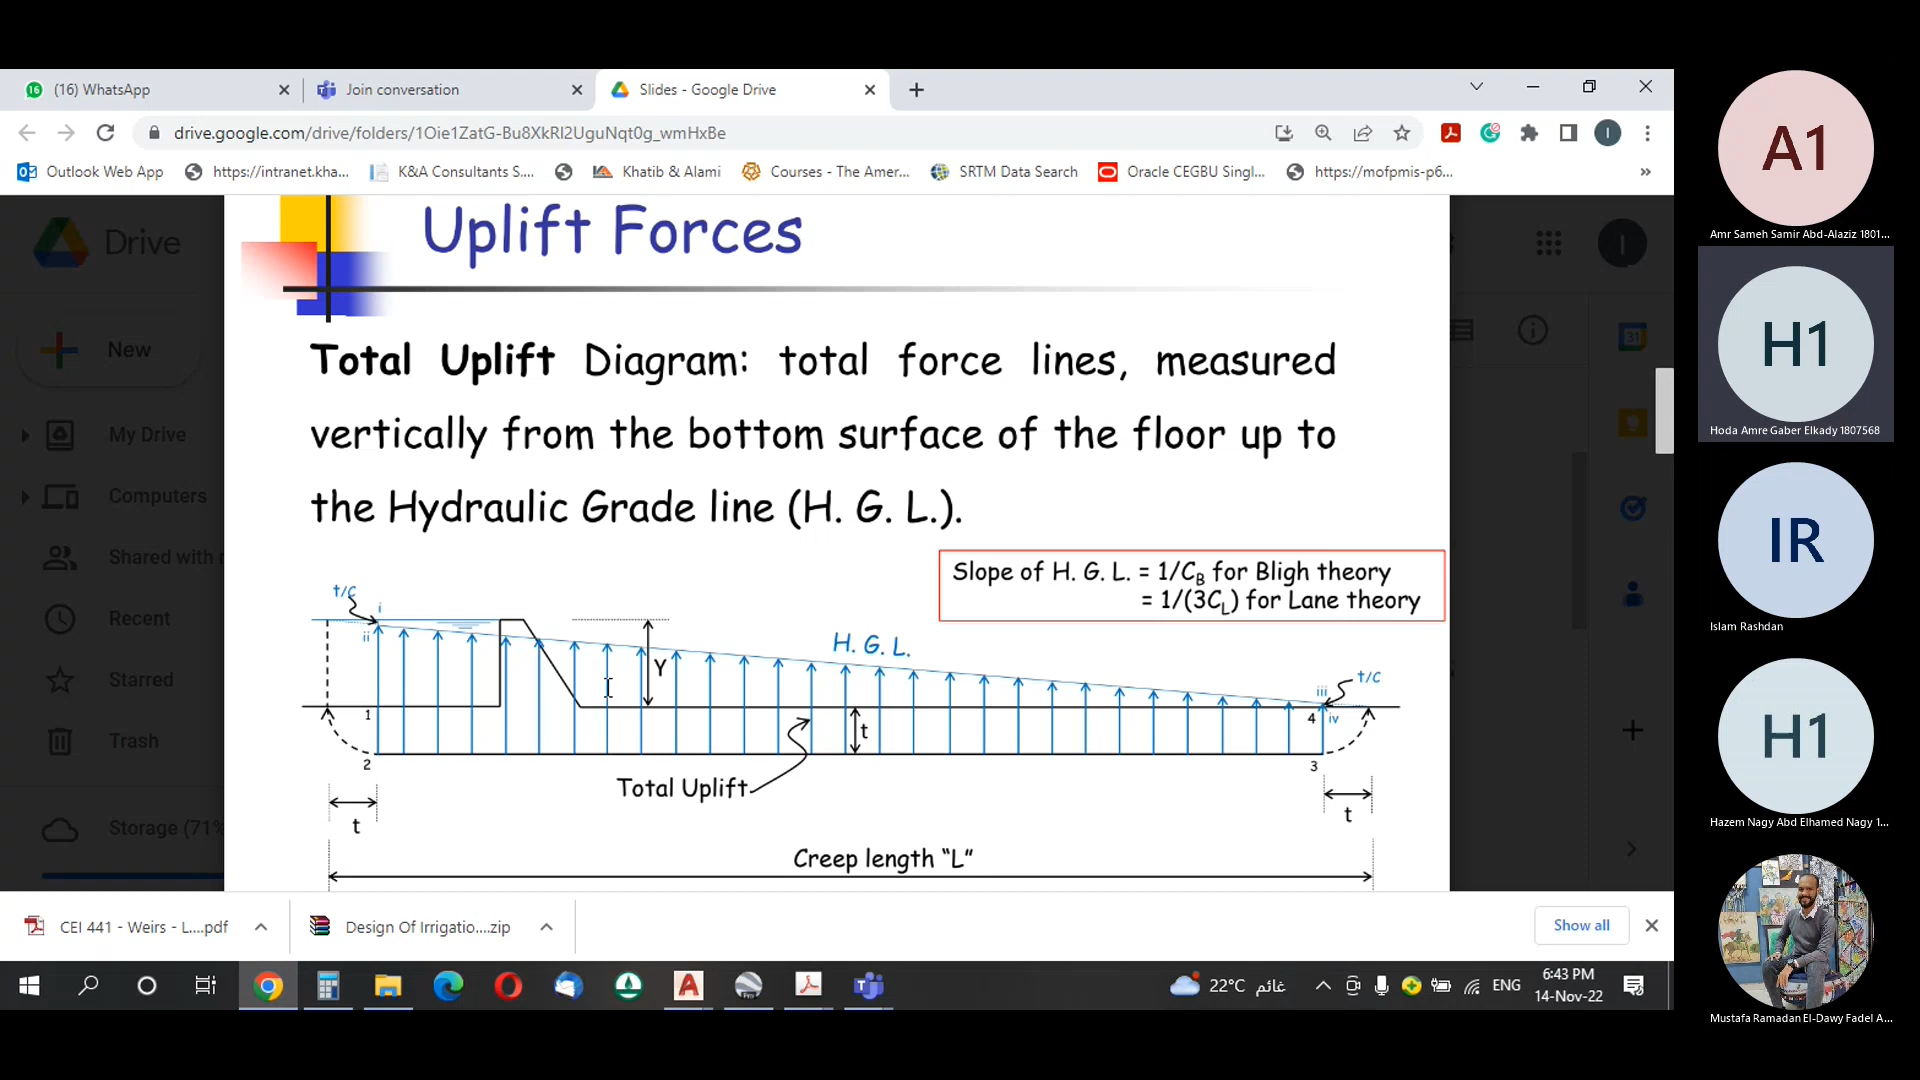 (16) WhatsApp
Join conversation
Slides - Google Drive
drive.google.com/drive/folders/1Oie1ZatG-Bu8XkRl2UguNqt0g_wmHxBe
Outlook Web App
https://intranet.kha...
K&A Consultants S....
Khatib & Alami
Courses - The Amer...
SRTM Data Search
Oracle CEGBU Singl...
https://mofpmis-p6...
»
Drive
New
My Drive
Computers
Shared with
Recent
Starred
Trash
Storage (71%
Uplift Forces
Total Uplift Diagram: total force lines, measured
vertically from the bottom surface of the floor up to
the Hydraulic Grade line (H. G. L.).
Slope of H. G. L. = 1/CB for Bligh theory
= 1/(3CL) for Lane theory
t/C
i
ii
H. G. L.
Y
iii
t/C
1
4
iv
t
2
3
Total Uplift
t
t
Creep length “L”
CEI 441 - Weirs - L....pdf
Design Of Irrigatio....zip
Show all
22°C غائم
ENG
6:43 PM
14-Nov-22
A1
Amr Sameh Samir Abd-Alaziz 1801...
H1
Hoda Amre Gaber Elkady 1807568
IR
Islam Rashdan
H1
Hazem Nagy Abd Elhamed Nagy 1...
Mustafa Ramadan El-Dawy Fadel A...